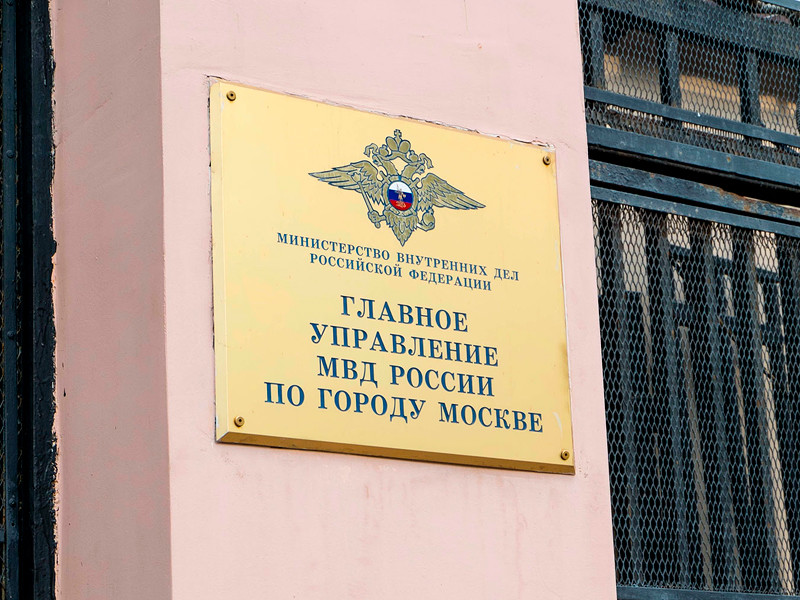 МИНИСТЕРСТВО ВНУТРЕННИХ ДЕЛ
РОССИЙСКОЙ ФЕДЕРАЦИИ
ГЛАВНОЕ
УПРАВЛЕНИЕ
МВД РОССИИ
ПО ГОРОДУ МОСКВЕ